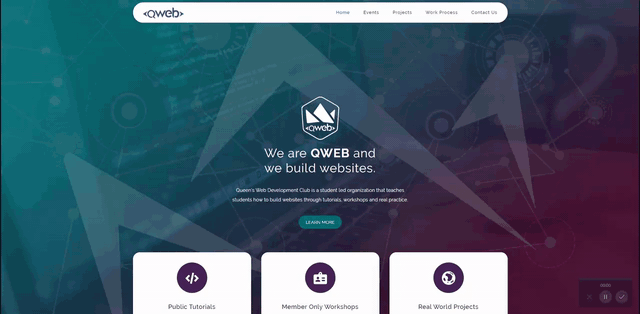 <qweb>
Home Events Projects Work Process Contact Us
<qweb>
We are QWEB and
we build websites.
Queen's Web Development Club is a student led organization that teaches
students how to build websites through tutorials, workshops and real practice.
LEARN MORE
Public Tutorials Member Only Workshops Real World Projects